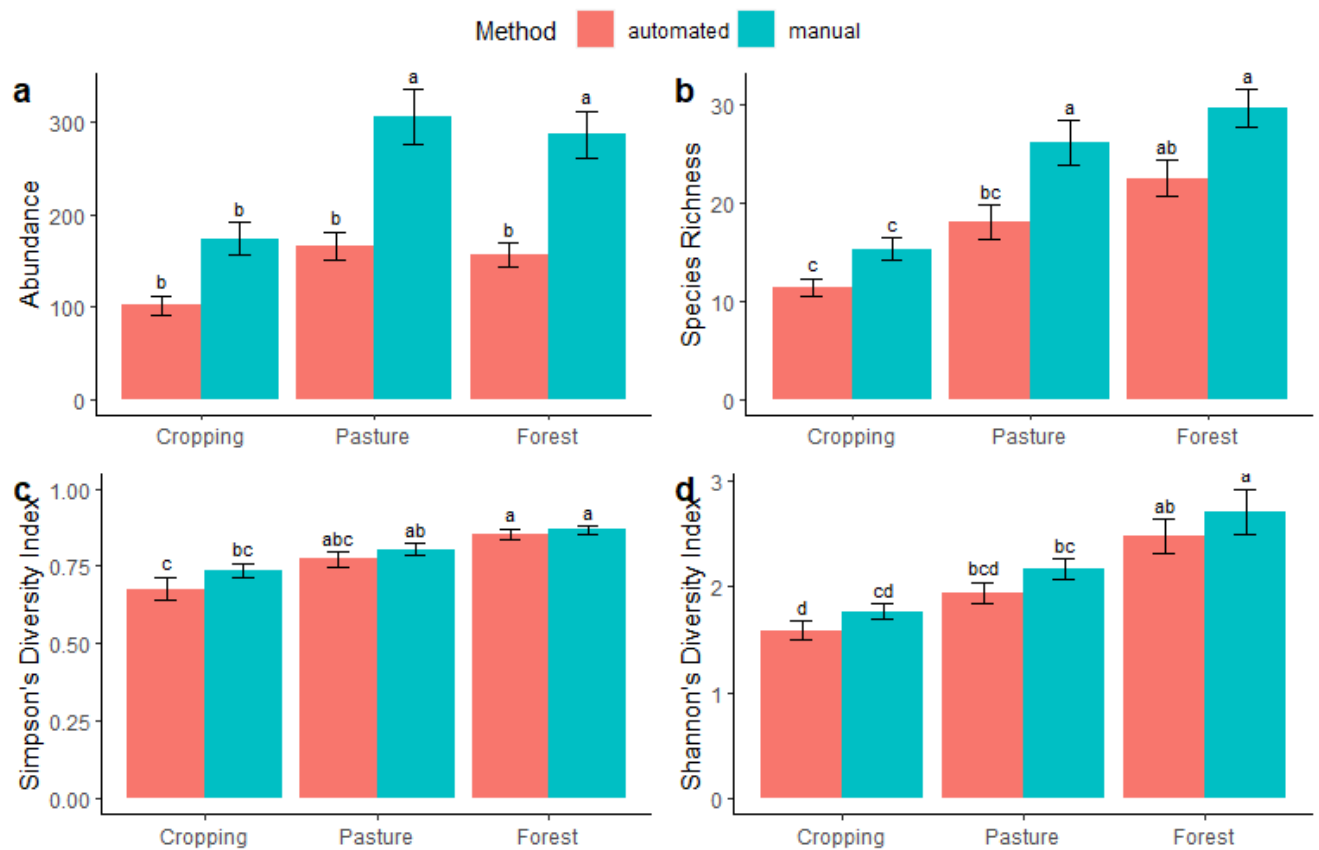 Method automated manual
a
Abundance
300
200
100
0
a
a
b
b
b
b
Cropping Pasture Forest
b
Species Richness
30
20
10
0
a
a
ab
bc
c
c
Cropping Pasture Forest
c
Simpson's Diversity Index
1.00
0.75
0.50
0.25
0.00
c bc abc ab a a
Cropping Pasture Forest
d
Shannon's Diversity Index
3
2
1
0
d cd bcd bc ab a
Cropping Pasture Forest